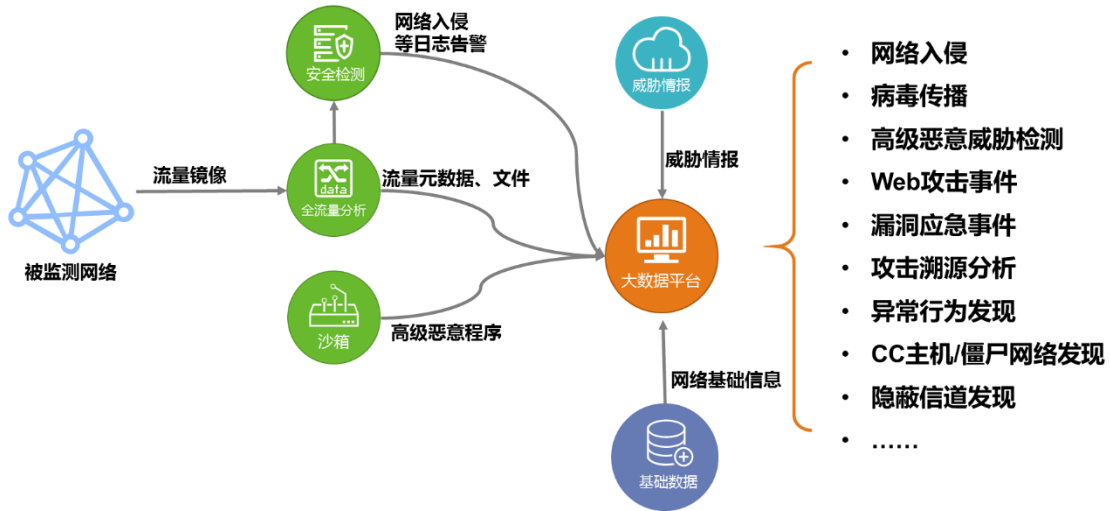 网络入侵
等日志告警
安全检测
威胁情报
威胁情报
流量镜像
data
全流量分析
流量元数据、文件
被监测网络
大数据平台
沙箱
高级恶意程序
网络基础信息
基础数据
• 网络入侵
• 病毒传播
• 高级恶意威胁检测
• Web攻击事件
• 漏洞应急事件
• 攻击溯源分析
• 异常行为发现
• CC主机/僵尸网络发现
• 隐蔽信道发现
• ……